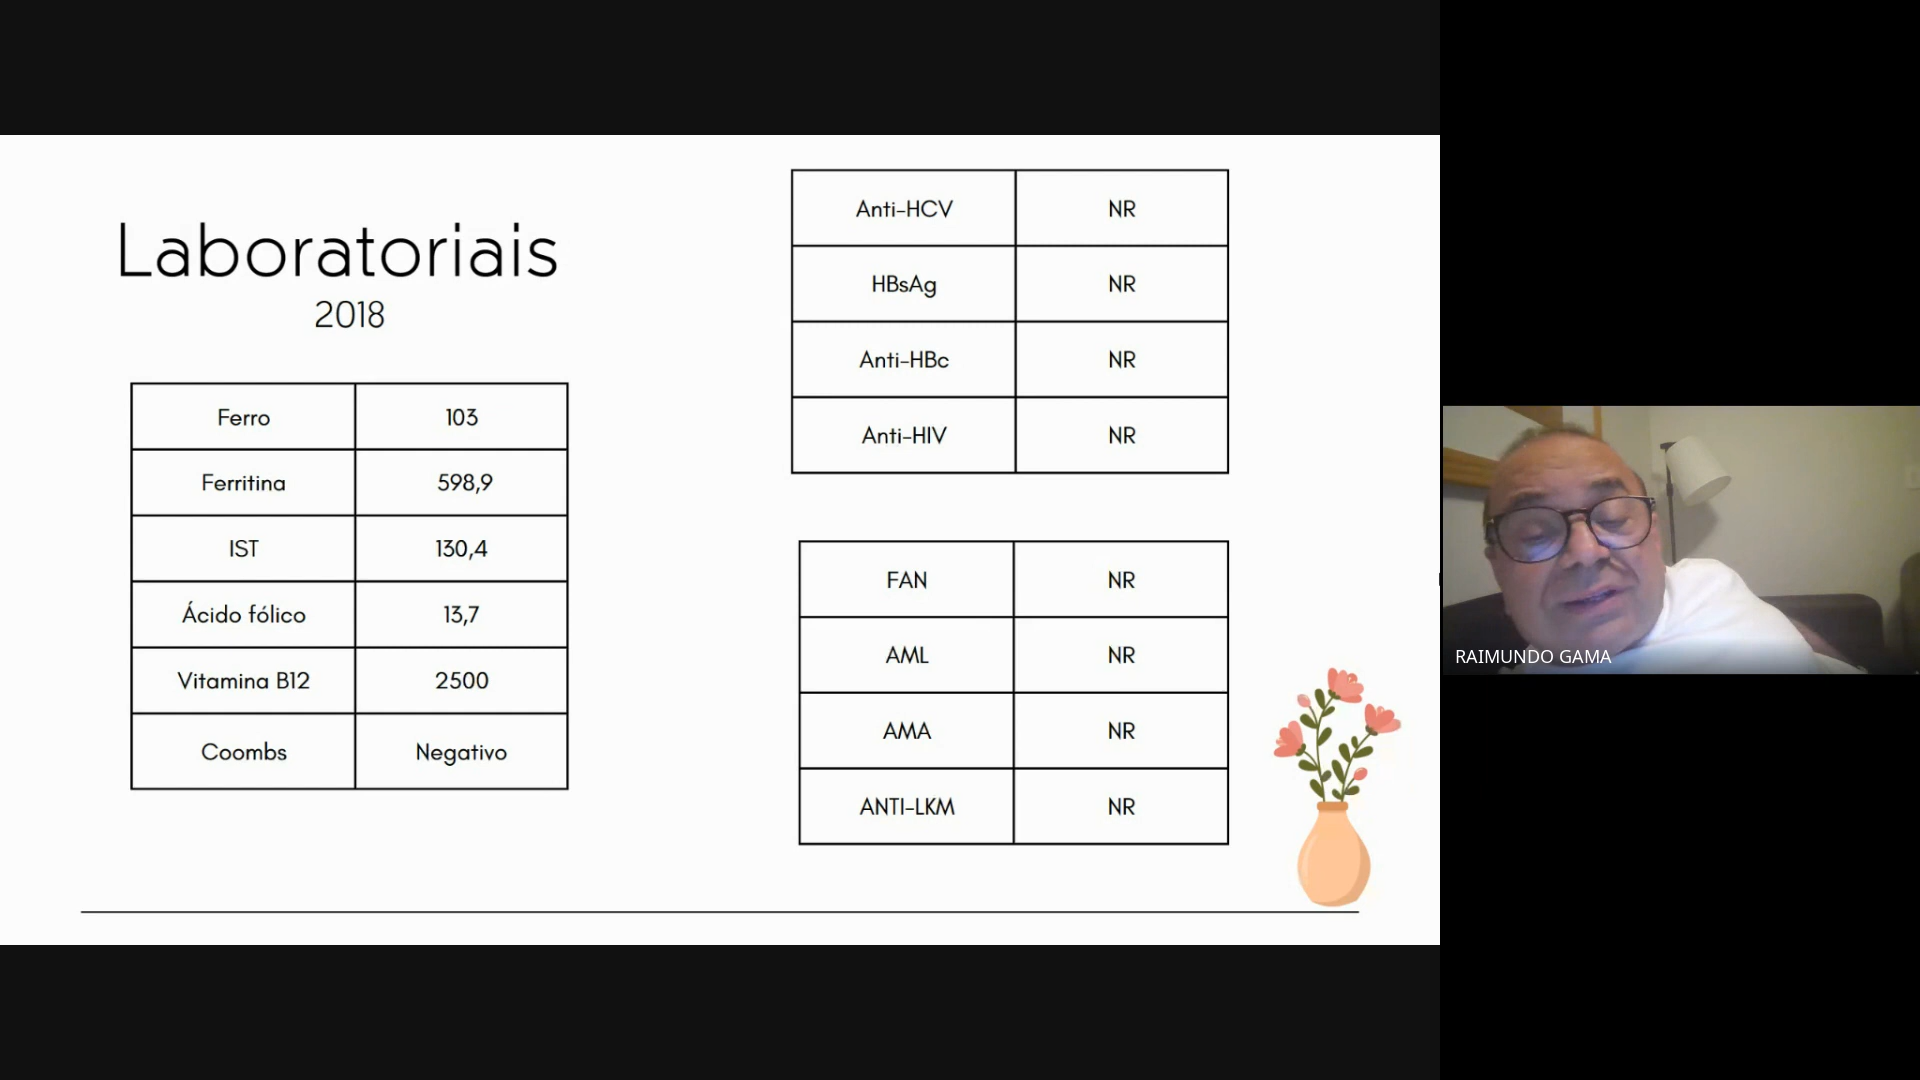 Laboratoriais
2018
Ferro 103
Ferritina 598,9
IST 130,4
Ácido fólico 13,7
Vitamina B12 2500
Coombs Negativo
Anti-HCV NR
HBsAg NR
Anti-HBc NR
Anti-HIV NR
FAN NR
AML NR
AMA NR
ANTI-LKM NR
RAIMUNDO GAMA